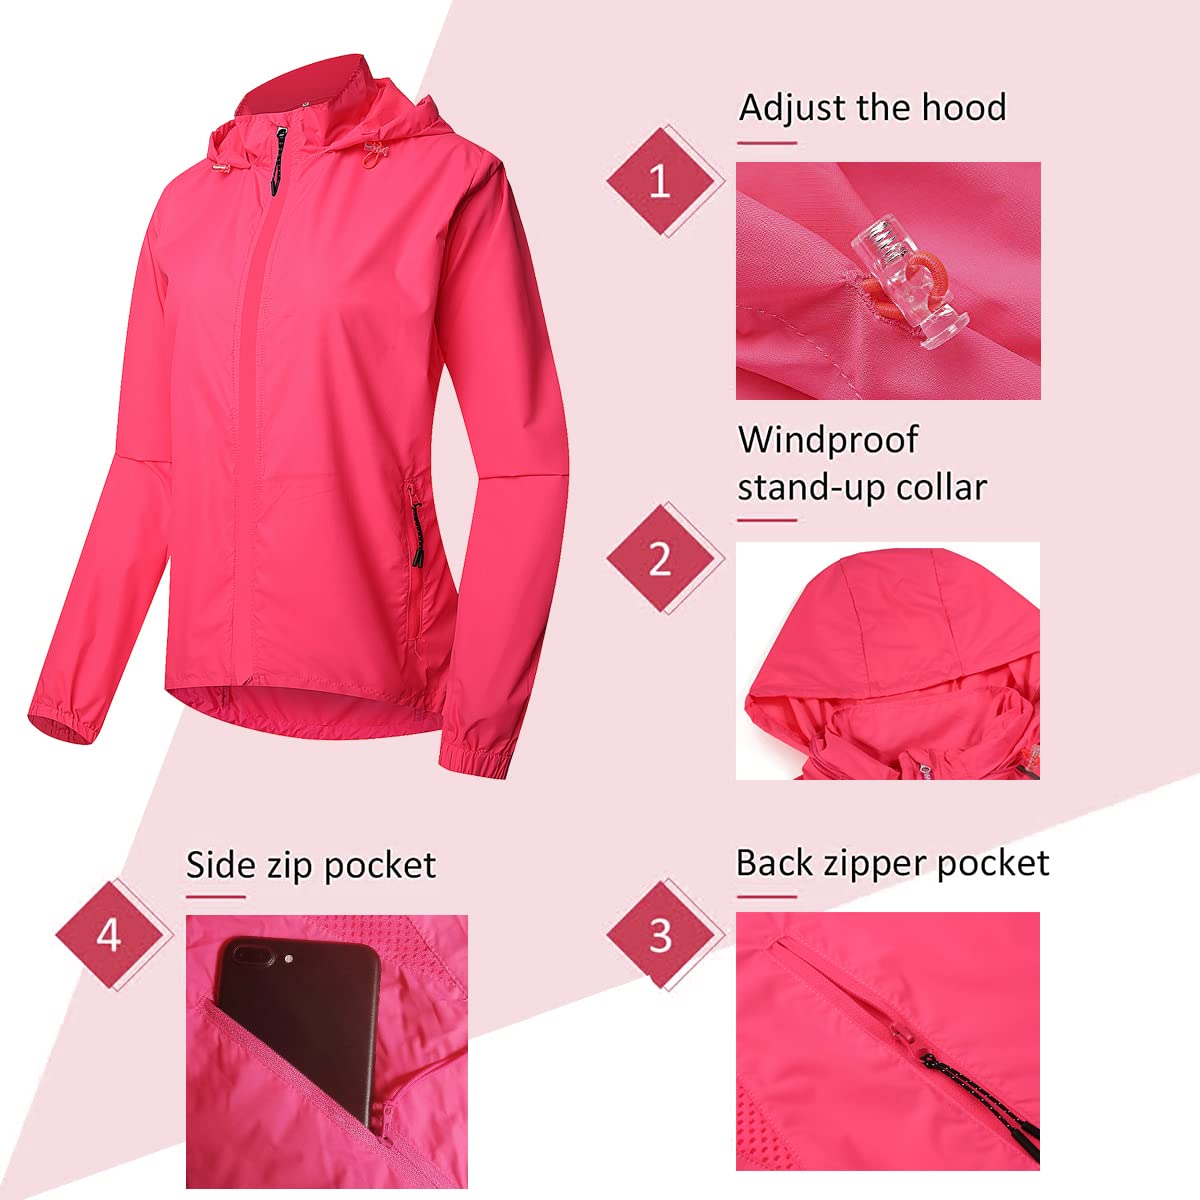 Adjust the hood
1
Windproof
stand-up collar
2
Side zip pocket
4
Back zipper pocket
3